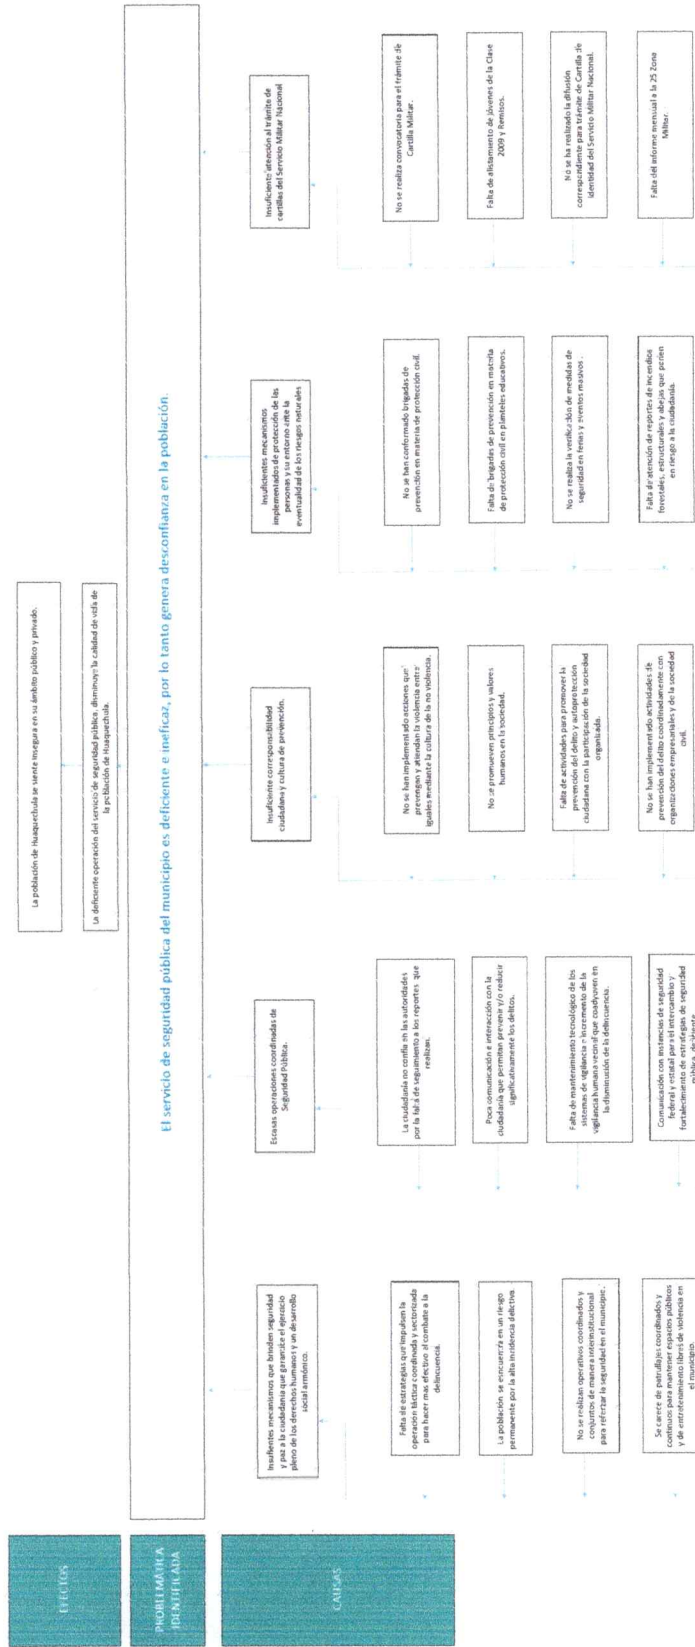 EFECTOS
La población de Huaquechula se siente insegura en su ámbito público y privado.
La deficiente operación del servicio de seguridad pública, disminuye la calidad de vida de
la población de Huaquechula.
PROBLEMÁTICA
IDENTIFICADA
El servicio de seguridad pública del municipio es deficiente e ineficaz, por lo tanto genera desconfianza en la población.
CAUSAS
Insufientes mecanismos que brinden seguridad
y paz a la ciudadanía que garantice el ejercicio
pleno de los derechos humanos y un desarrollo
social armónico.
Falta de estrategias que impulsen la
operación táctica coordinada y sectorizada
para hacer mas efectivo al combate a la
delincuencia.
La población se encuentra en un riesgo
permanente por la alta incidencia delictiva.
No se realizan operativos coordinados y
conjuntos de manera interinstitucional
para reforzar la seguridad en el municipio.
Se carece de patrullajes coordinados y
continuos para mantener espacios públicos
y de entretenimiento libres de violencia en
el municipio.
Escasas operaciones coordinadas de
Seguridad Pública.
La ciudadanía no confía en las autoridades
por la falta de seguimiento a los reportes que
realizan.
Poca comunicación e interacción con la
ciudadanía que permitan prevenir y/o reducir
significativamente los delitos.
Falta de mantenimiento tecnológico de los
sistemas de vigilancia e incremento de la
vigilancia humana vecinal que coadyuven en
la disminución de la delincuencia.
Comunicación con instancias de seguridad
federal y estatal para el intercambio y
fortalecimiento de estrategias de seguridad
pública, deficiente.
Insuficiente corresponsabilidad
ciudadana y cultura de prevención.
No se han implementado acciones que
prevengan y atiendan la violencia entre
iguales mediante la cultura de la no violencia.
No se promueven principios y valores
humanos en la sociedad.
Falta de actividades para promover la
prevención del delito y autoprotección
ciudadana con la participación de la sociedad
organizada.
No se han implementado actividades de
prevención del delito coordinadamente con
organizaciones empresariales y de la sociedad
civil.
Insuficientes mecanismos
implementados de protección de las
personas y su entorno ante la
eventualidad de los riesgos naturales
No se han conformado brigadas de
prevención en materia de protección civil.
Falta de brigadas de prevención en materia
de protección civil en planteles educativos.
No se realiza la verificación de medidas de
seguridad en ferias y eventos masivos .
Falta de atención de reportes de incendios
forestales, estructurales y abejas que ponen
en riesgo a la ciudadanía.
Insuficiente atención al trámite de
cartillas del Servicio Militar Nacional
No se realiza convocatoria para el trámite de
Cartilla Militar.
Falta de alistamiento de jóvenes de la Clase
2009 y Remisos.
No se ha realizado la difusión
correspondiente para trámite de Cartilla de
identidad del Servicio Militar Nacional.
Falta del informe mensual a la 25 Zona
Militar.